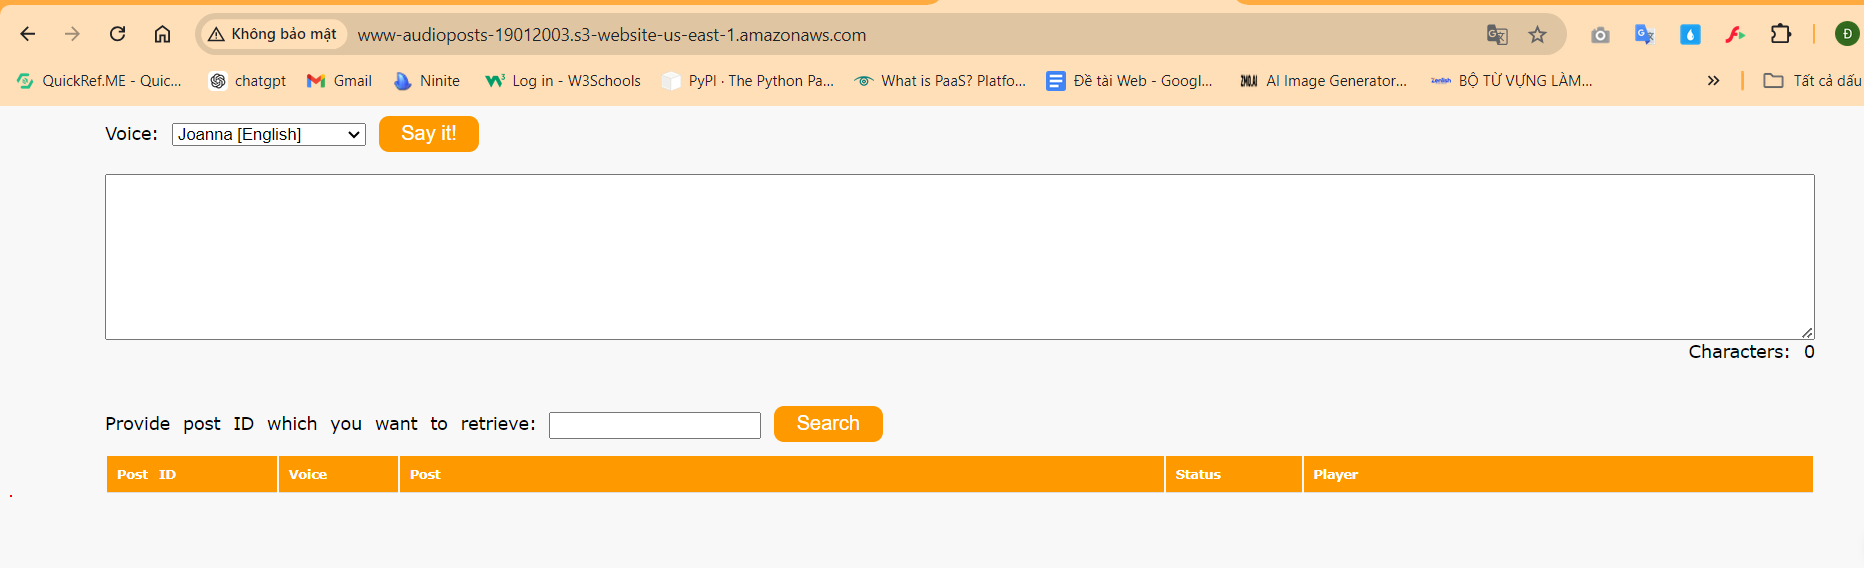 Không bảo mật www-audioposts-19012003.s3-website-us-east-1.amazonaws.com Đ
QuickRef.ME - Quic... chatgpt Gmail Ninite Log in - W3Schools PyPI · The Python Pa... What is PaaS? Platfo... Đề tài Web - Googl... ZMO.AI AI Image Generator... Zenlish BỘ TỪ VỰNG LÀM... » Tất cả dấu
Voice: Joanna [English] Say it!
Characters: 0
Provide post ID which you want to retrieve: Search
Post ID Voice Post Status Player